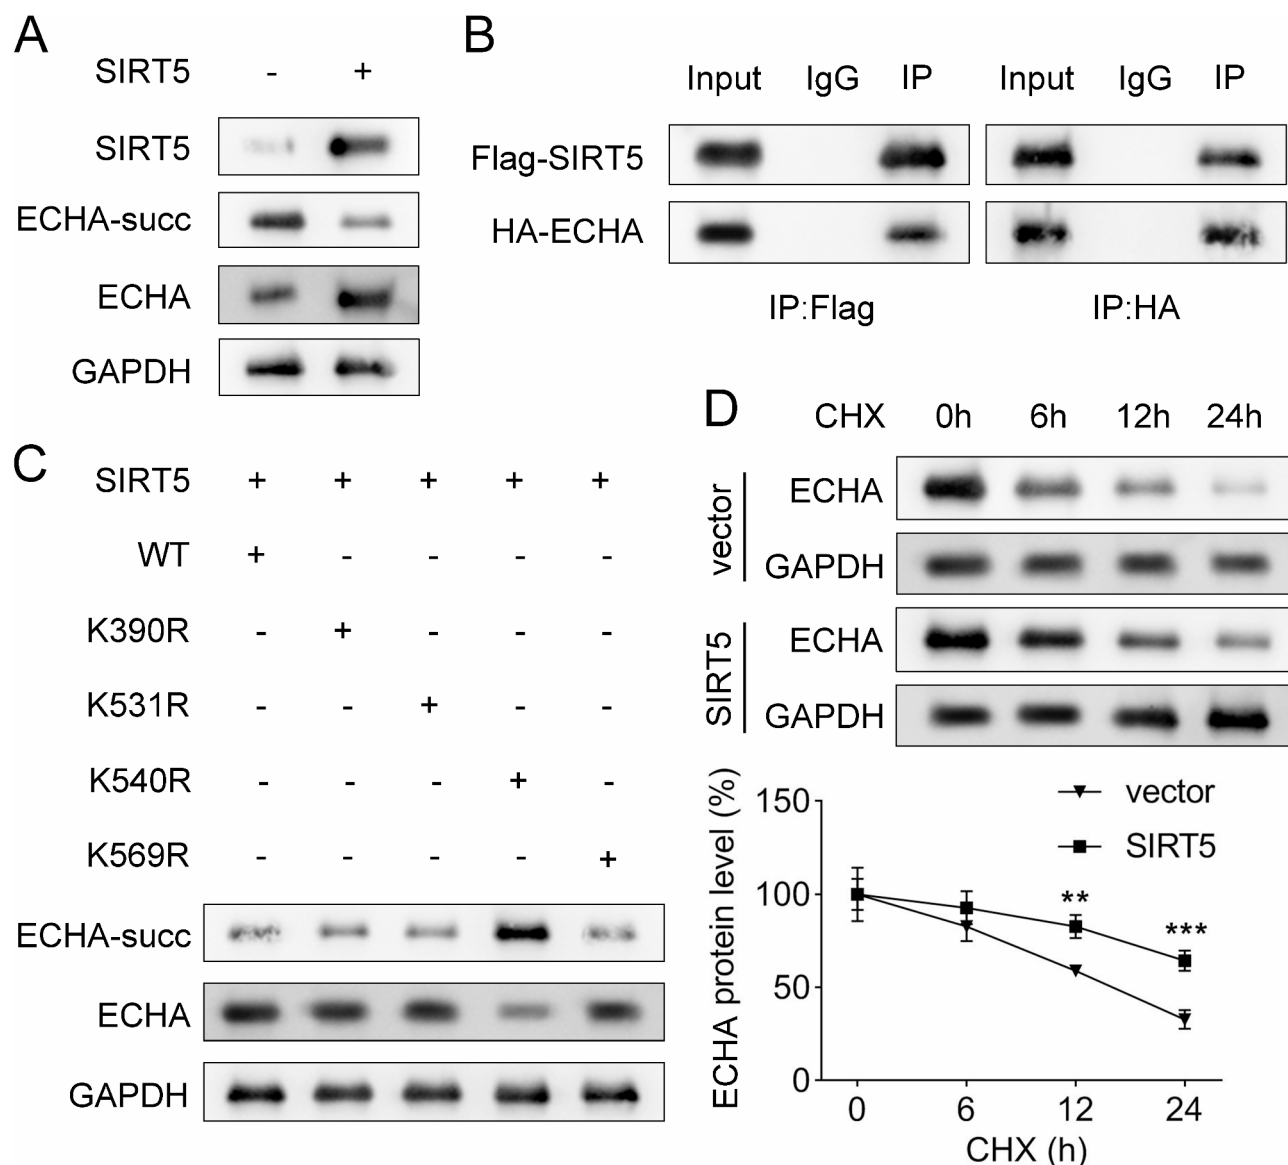 A
SIRT5 - +
SIRT5
ECHA-succ
ECHA
GAPDH
B
Input IgG IP Input IgG IP
Flag-SIRT5
HA-ECHA
IP:Flag IP:HA
C
SIRT5 + + + + +
WT + - - - -
K390R - + - - -
K531R - - + - -
K540R - - - + -
K569R - - - - +
ECHA-succ
ECHA
GAPDH
D
CHX 0h 6h 12h 24h
vector
ECHA
GAPDH
SIRT5
ECHA
GAPDH
ECHA protein level (%)
150
100
50
0
vector
SIRT5
**
***
0 6 12 24
CHX (h)